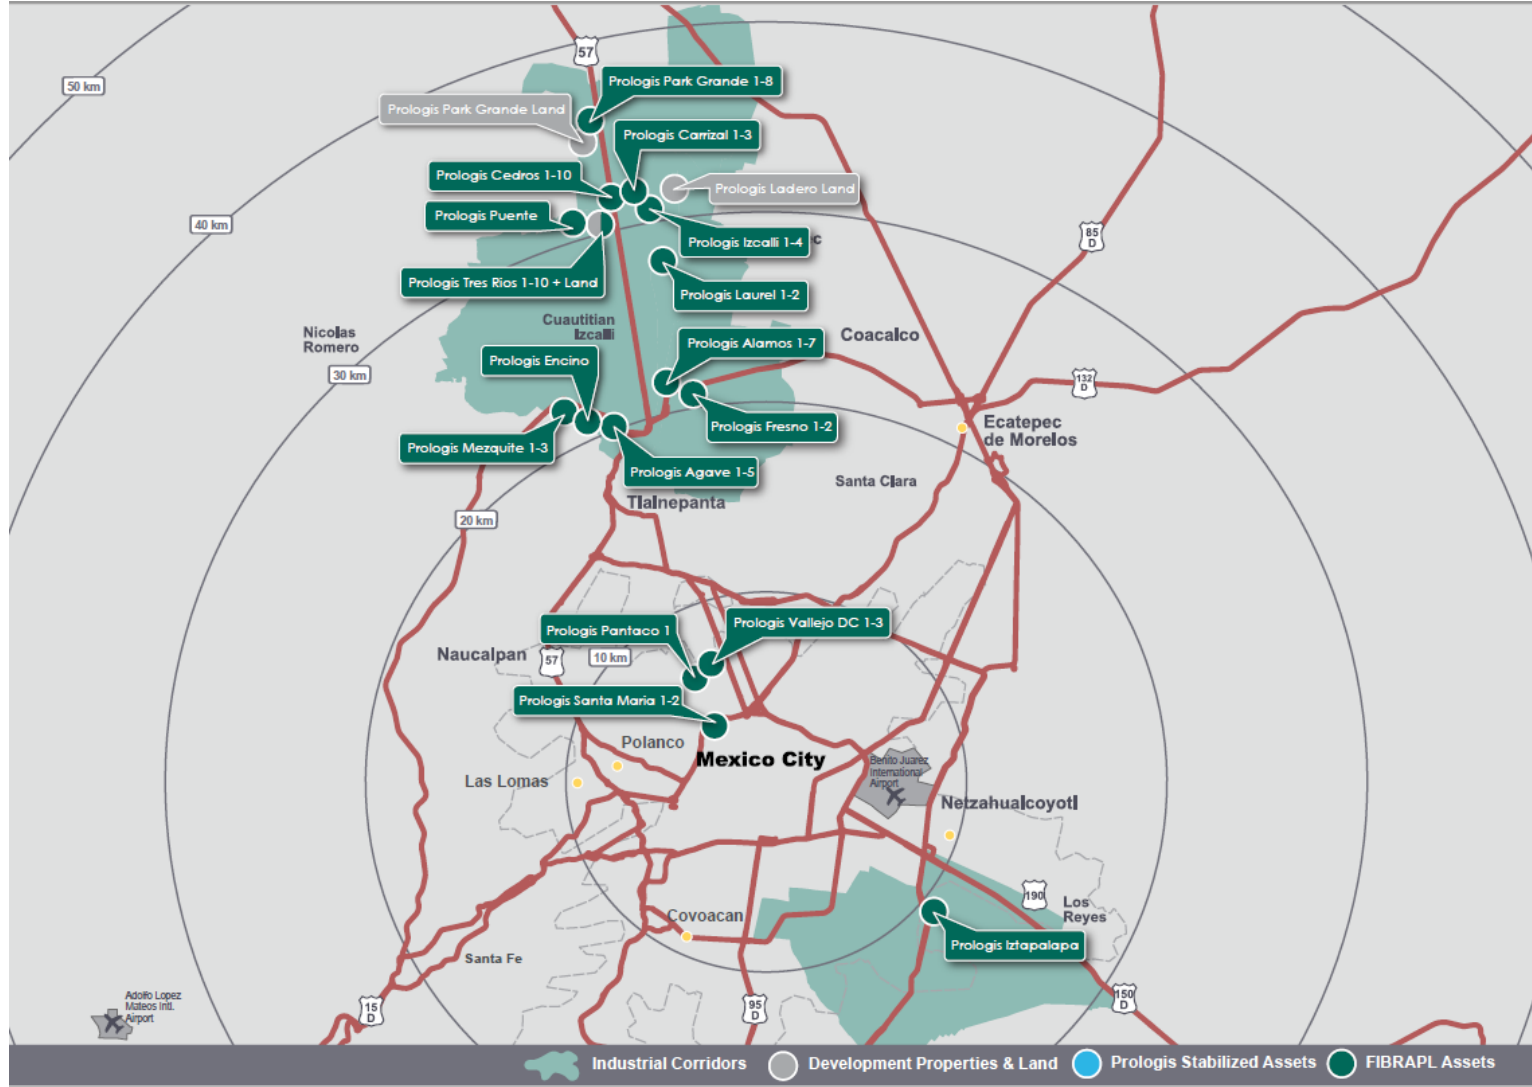 57
50 km
Prologis Park Grande 1-8
Prologis Park Grande Land
Prologis Carrizal 1-3
Prologis Cedros 1-10
Prologis Ladero Land
Prologis Puente
40 km
85
D
Prologis Izcalli 1-4
c
Prologis Tres Rios 1-10 + Land
Prologis Laurel 1-2
Cuautitian
Izcalli
Nicolas
Romero
Coacalco
Prologis Alamos 1-7
Prologis Encino
30 km
132
D
Prologis Fresno 1-2
Ecatepec
de Morelos
Prologis Mezquite 1-3
Prologis Agave 1-5
Santa Clara
Tlalnepanta
20 km
Prologis Pantaco 1
Prologis Vallejo DC 1-3
Naucalpan
57
10 km
Prologis Santa Maria 1-2
Polanco
Mexico City
Benito Juarez
International
Airport
Las Lomas
Netzahualcoyotl
190
Los
Reyes
Covoacan
Prologis Iztapalapa
Santa Fe
Adolfo Lopez
Mateos Intl.
Airport
15
D
95
D
150
D
Industrial Corridors
Development Properties & Land
Prologis Stabilized Assets
FIBRAPL Assets